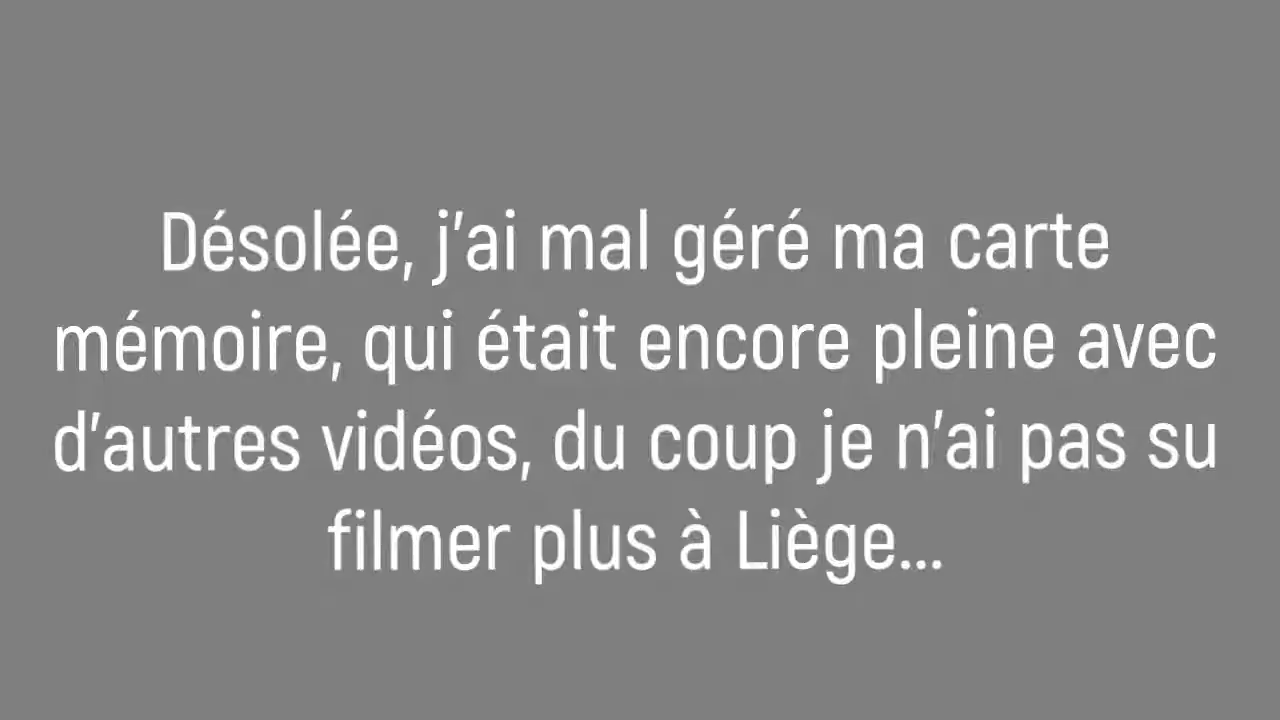 Désolée, j'ai mal géré ma carte
mémoire, qui était encore pleine avec
d'autres vidéos, du coup je n'ai pas su
filmer plus à Liège...